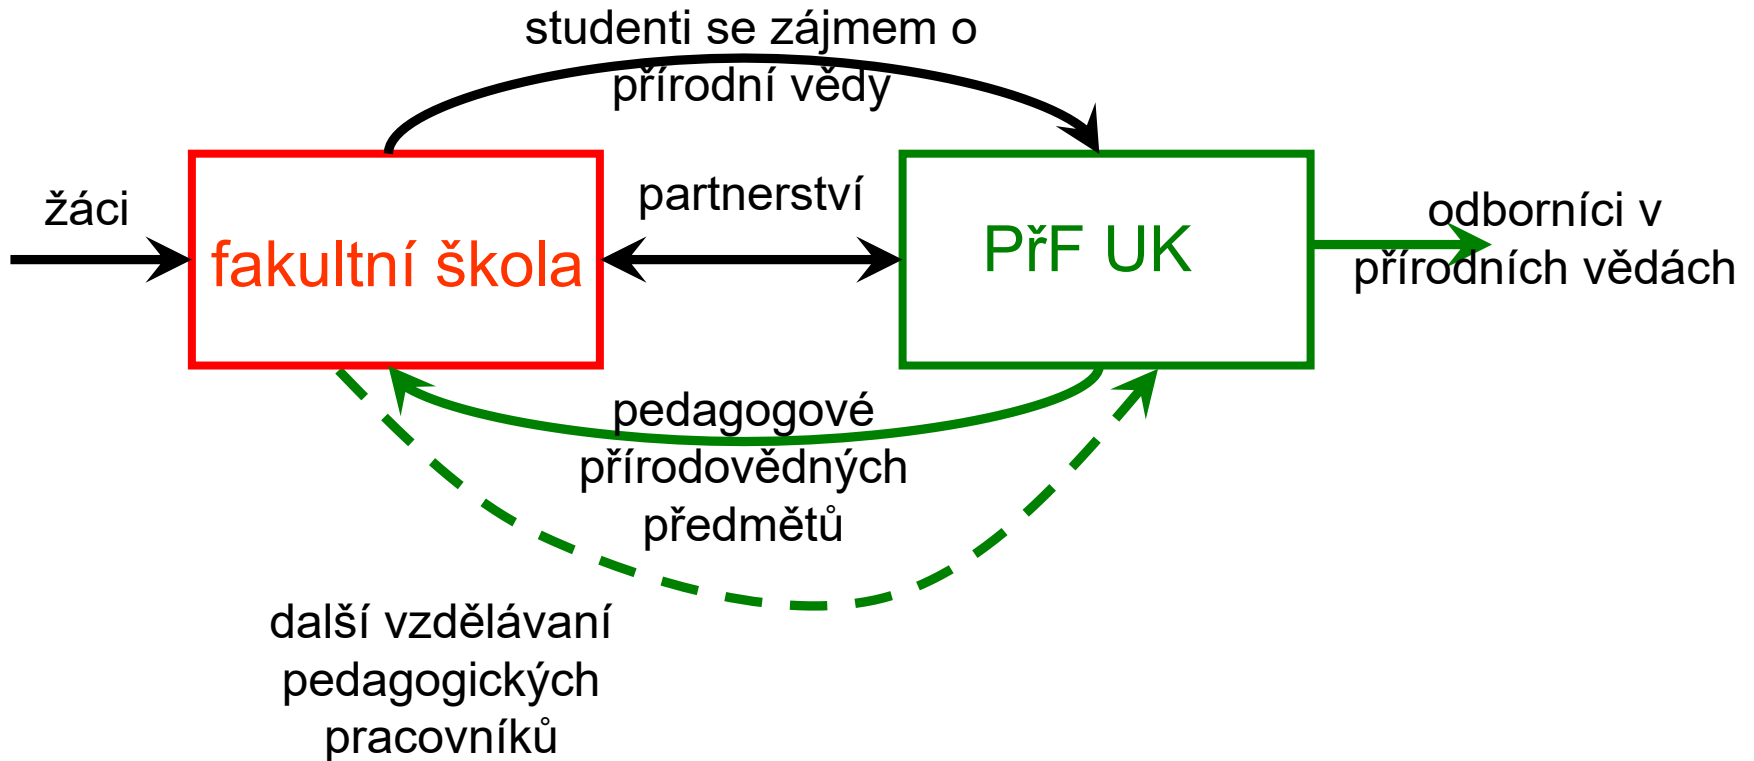 studenti se zájmem o
přírodní vědy
žáci
partnerství
odborníci v
přírodních vědách
fakultní škola
PřF UK
pedagogové
přírodovědných
předmětů
další vzdělávaní
pedagogických
pracovníků